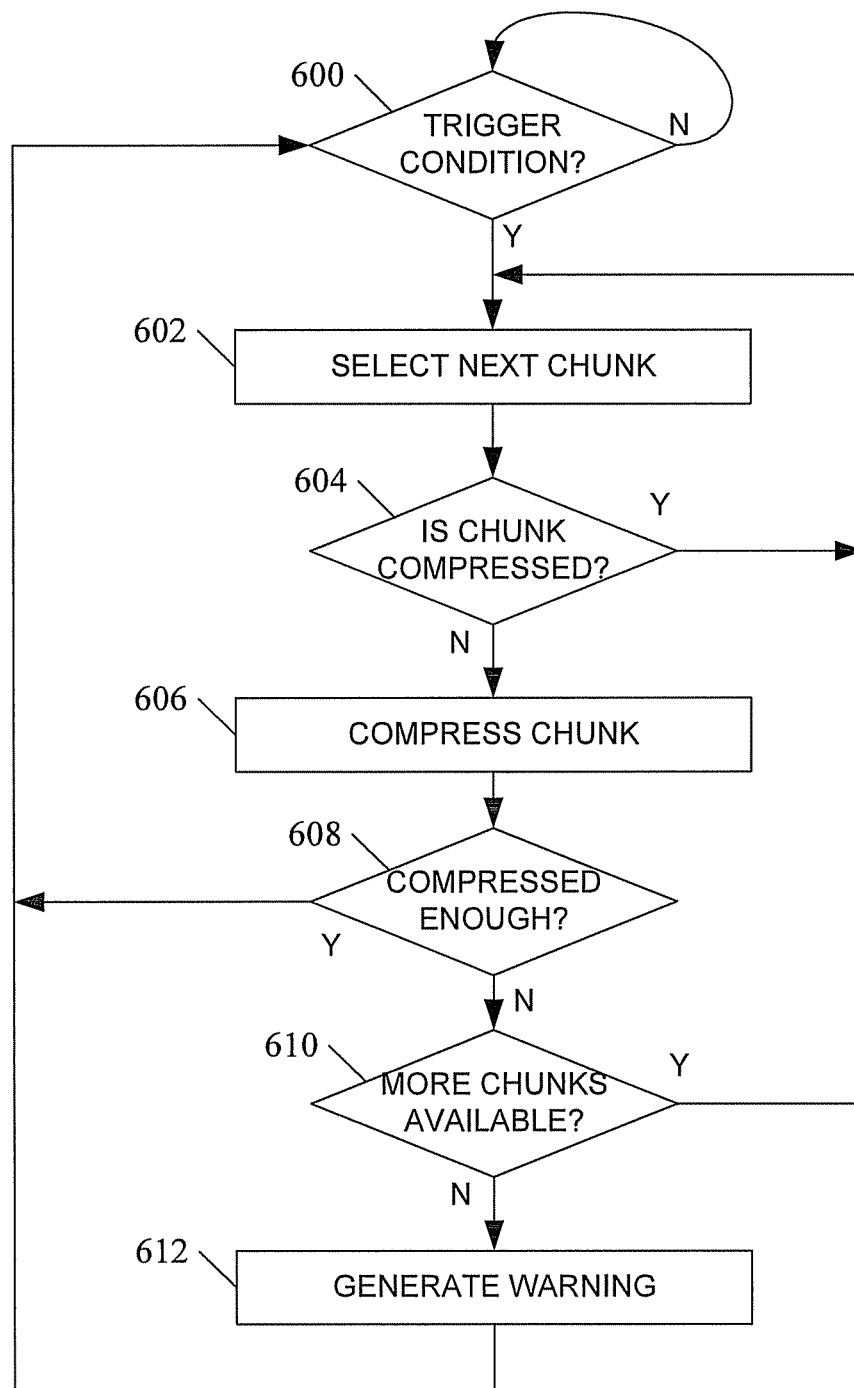 600
TRIGGER
CONDITION?
N
Y
602
SELECT NEXT CHUNK
604
Y
IS CHUNK
COMPRESSED?
N
606
COMPRESS CHUNK
608
COMPRESSED
ENOUGH?
Y
N
610
Y
MORE CHUNKS
AVAILABLE?
N
612
GENERATE WARNING